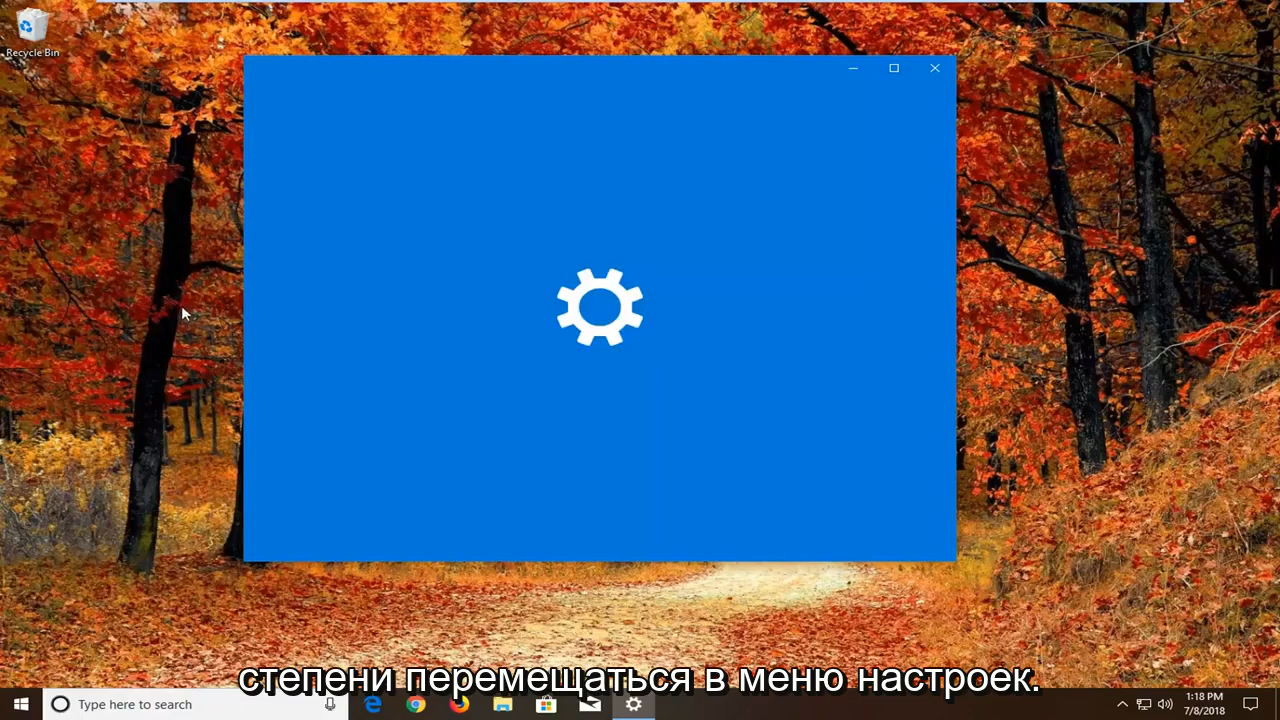 Recycle Bin
степени перемещаться в меню настроек.
Type here to search
1:18 PM
7/8/2018